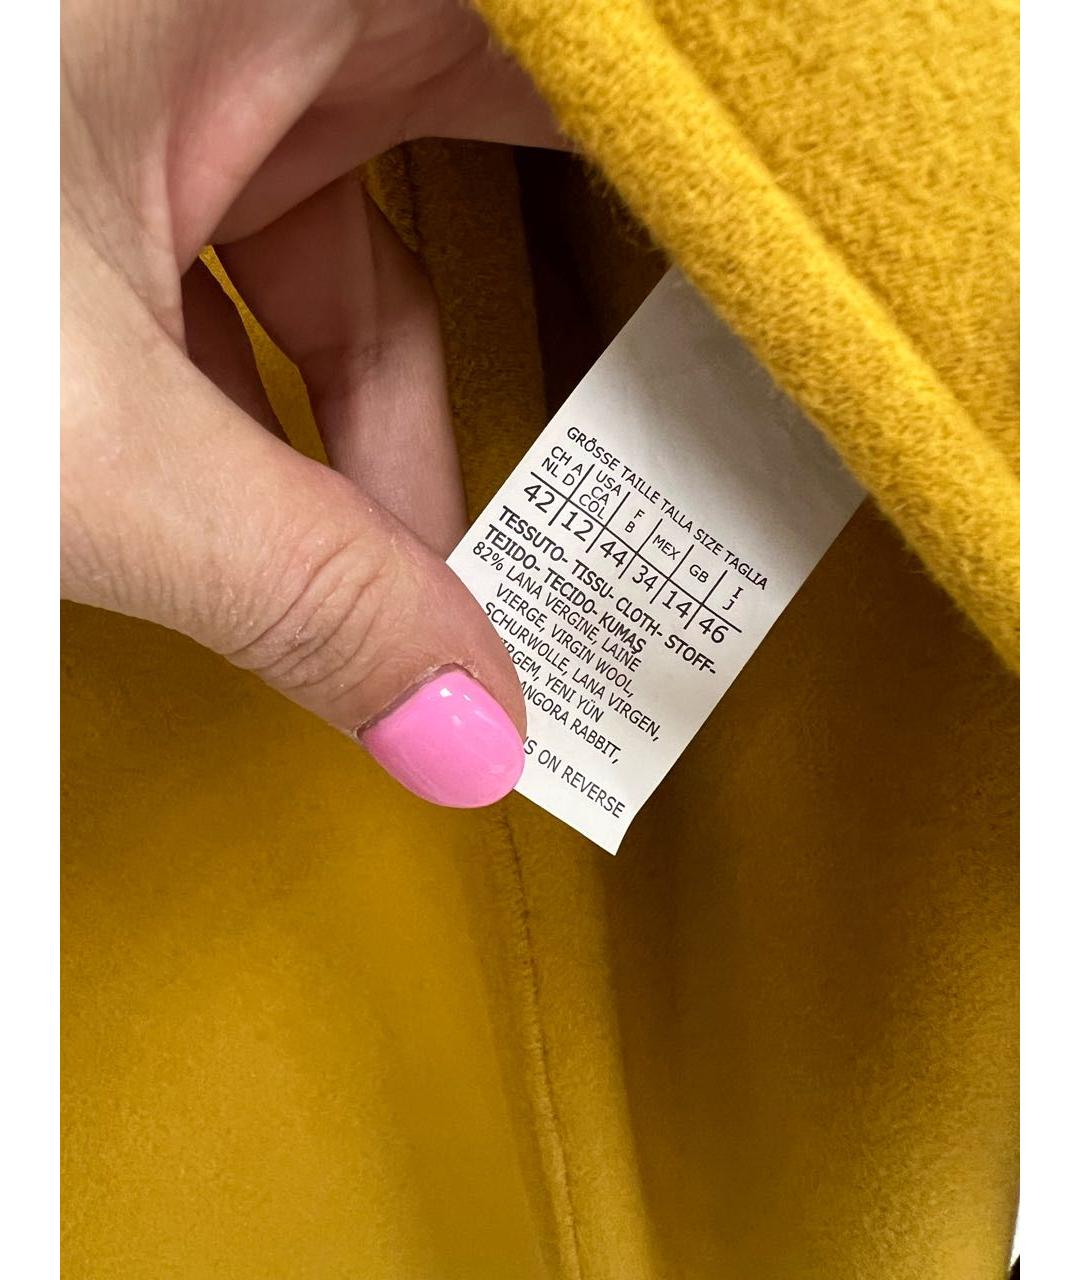 GRÖSSE TAILLE TALLA SIZE TAGLIA
CH A | USA | F | MEX | GB | I
NL D | CA | B | J
COL
42 | 12 | 44 | 34 | 14 | 46
TESSUTO- TISSU- CLOTH- STOFF-
TEJIDO- TECIDO- KUMAŞ
82% LANA VERGINE, LAINE
VIERGE, VIRGIN WOOL,
SCHURWOLLE, LANA VIRGEN,
YENI YÜN
ANGORA RABBIT,
ON REVERSE